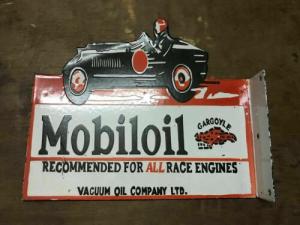 Mobiloil
GARGOYLE
RECOMMENDED FOR ALL RACE ENGINES
VACUUM OIL COMPANY LTD.